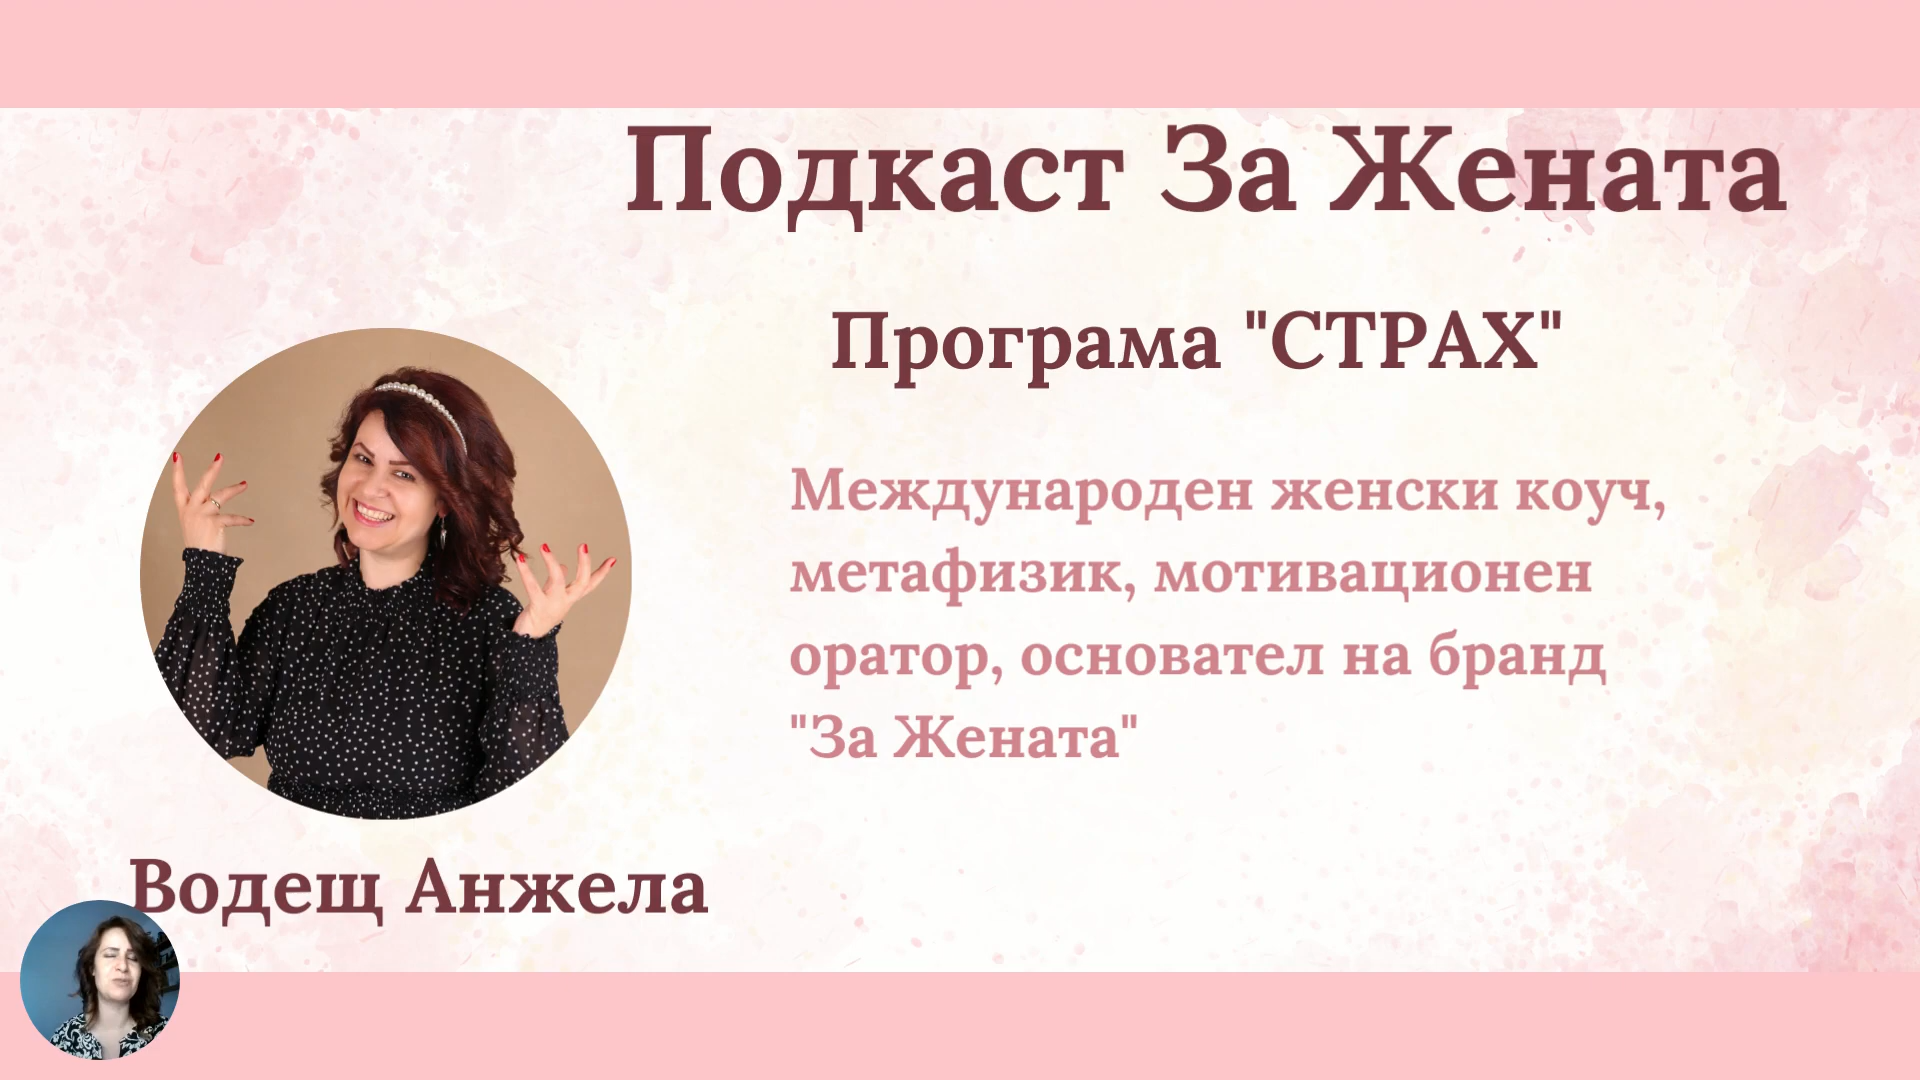 Подкаст За Жената
Програма "СТРАХ"
Международен женски коуч,
метафизик, мотивационен
оратор, основател на бранд
"За Жената"
Водещ Анжела